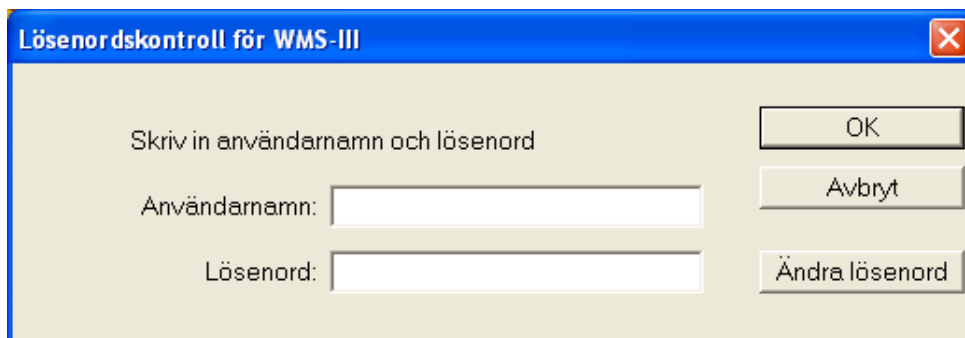 Lösenordskontroll för WMS-III
Skriv in användarnamn och lösenord
OK
Användarnamn:
Avbryt
Lösenord:
Ändra lösenord